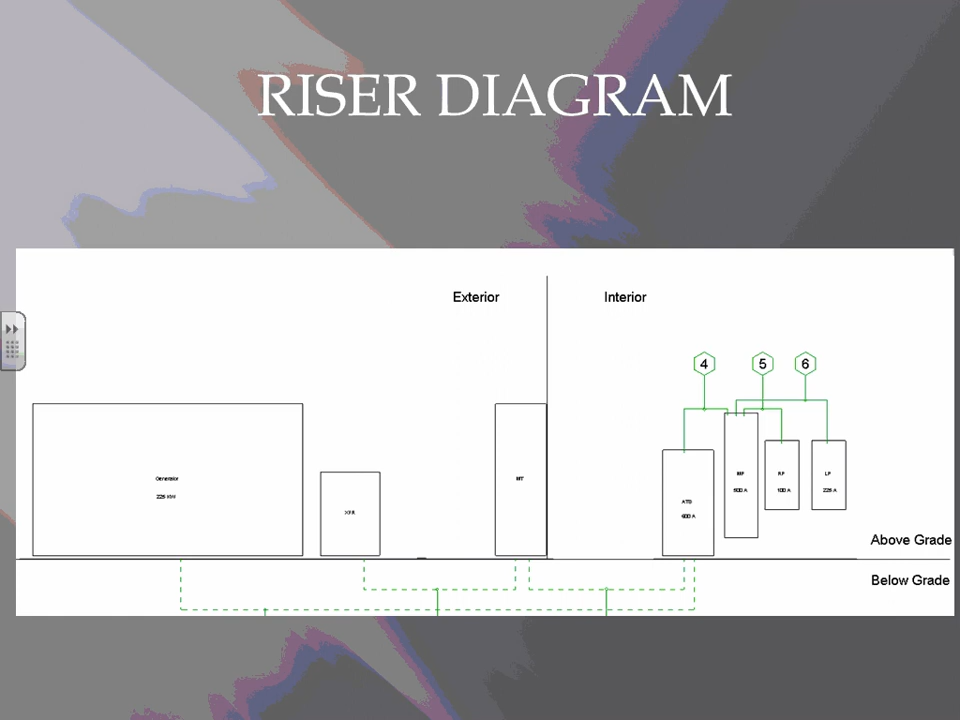 RISER DIAGRAM
Exterior
Interior
4
5
6
Generator
225 KW
XFR
MT
ATS
600 A
MP
RP
100 A
LP
225 A
Above Grade
Below Grade